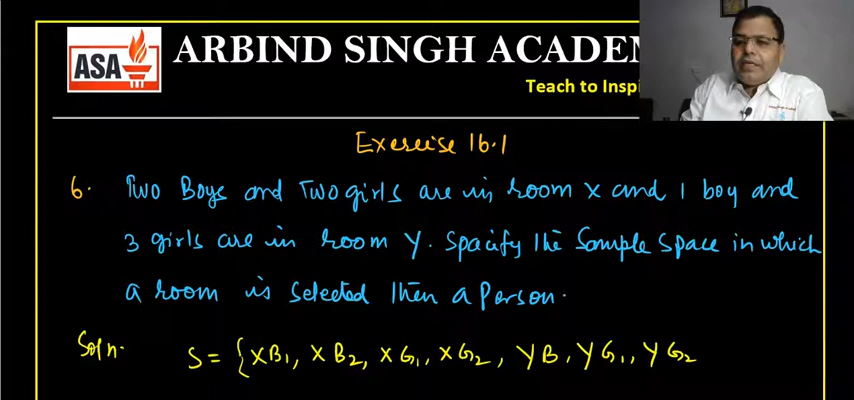 ASA
ARBIND SINGH ACADEM
Teach to Inspi
Exercise 16.1
6. Two Boys and Two girls are in room X and 1 boy and
3 girls are in room Y. Specify the Sample Space in which
a room is selected then a Person.
Soln. S = {XB₁, XB₂, XG₁, XG₂, YB, YG₁, YG₂